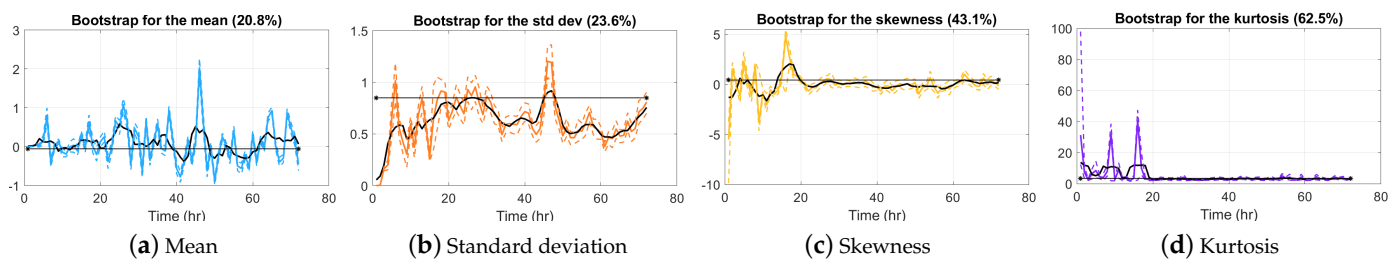 Bootstrap for the mean (20.8%)
3
2
1
0
-1
0 20 40 60 80
Time (hr)
(a) Mean
Bootstrap for the std dev (23.6%)
1.5
1
0.5
0
0 20 40 60 80
Time (hr)
(b) Standard deviation
Bootstrap for the skewness (43.1%)
5
0
-5
-10
0 20 40 60 80
Time (hr)
(c) Skewness
Bootstrap for the kurtosis (62.5%)
100
80
60
40
20
0
0 20 40 60 80
Time (hr)
(d) Kurtosis